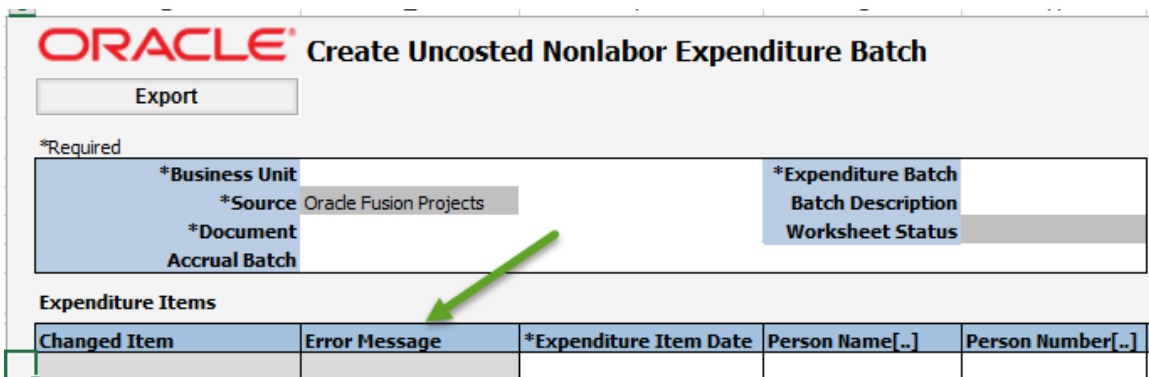 ORACLE Create Uncosted Nonlabor Expenditure Batch
Export
*Required
*Business Unit *Expenditure Batch
*Source Oracle Fusion Projects Batch Description
*Document Worksheet Status
Accrual Batch
Expenditure Items
Changed Item Error Message *Expenditure Item Date Person Name[..] Person Number[..]